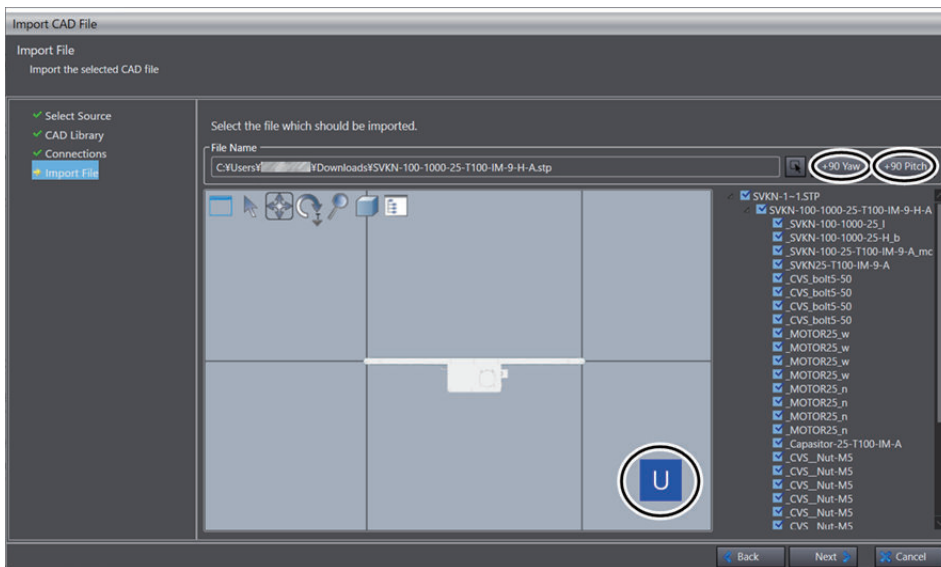 Import CAD File
Import File
Import the selected CAD file
Select Source
CAD Library
Connections
Import File
Select the file which should be imported.
File Name
C:¥Users¥ ¥Downloads¥SVKN-100-1000-25-T100-IM-9-H-A.stp
+90 Yaw
+90 Pitch
U
SVKN-1~1.STP
SVKN-100-1000-25-T100-IM-9-H-A
_SVKN-100-1000-25_l
_SVKN-100-1000-25-H_b
_SVKN-100-25-T100-IM-9-A_mc
_SVKN25-T100-IM-9-A
_CVS_bolt5-50
_CVS_bolt5-50
_CVS_bolt5-50
_CVS_bolt5-50
_MOTOR25_w
_MOTOR25_w
_MOTOR25_w
_MOTOR25_w
_MOTOR25_n
_MOTOR25_n
_MOTOR25_n
_MOTOR25_n
_Capasitor-25-T100-IM-A
_CVS__Nut-M5
_CVS__Nut-M5
_CVS__Nut-M5
_CVS__Nut-M5
_CVS__Nut-M5
_CVS__Nut-M5
Back
Next
Cancel